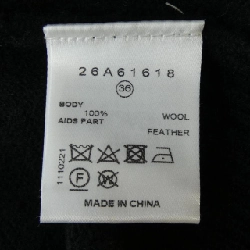 26A61618
36
BODY
100% WOOL
AIDS PART FEATHER
1110221
F W
MADE IN CHINA